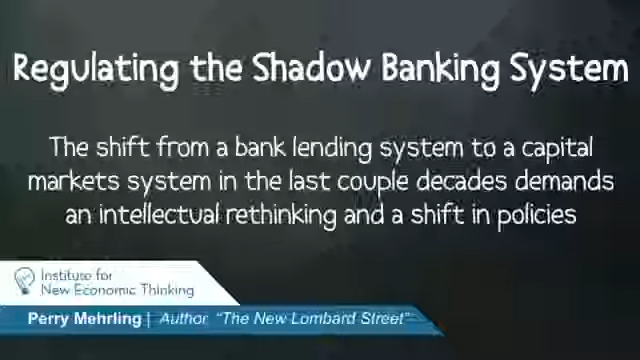 Regulating the Shadow Banking System
The shift from a bank lending system to a capital
markets system in the last couple decades demands
an intellectual rethinking and a shift in policies
Institute for
New Economic Thinking
Perry Mehrling | Author, "The New Lombard Street"